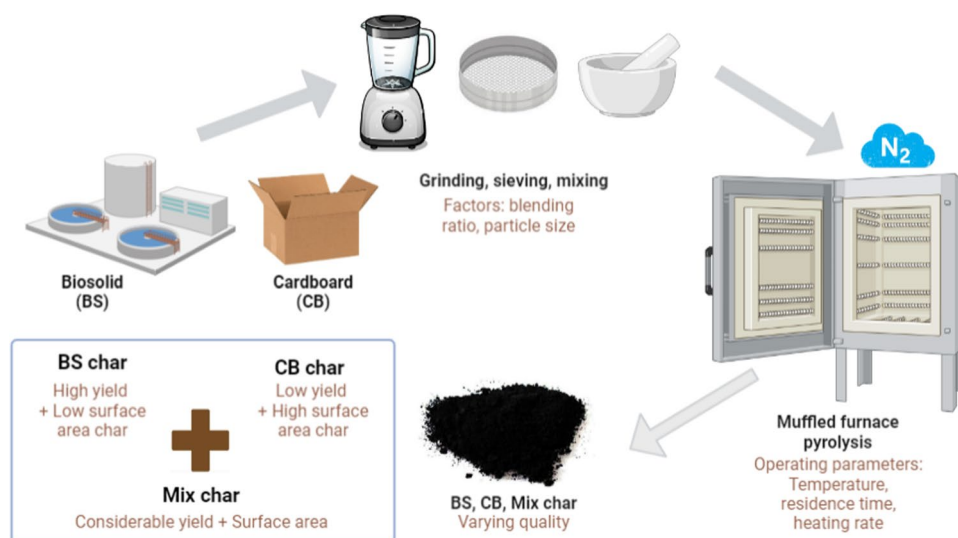 N2
Grinding, sieving, mixing
Factors: blending
ratio, particle size
Biosolid
(BS)
Cardboard
(CB)
Muffled furnace
pyrolysis
Operating parameters:
Temperature,
residence time,
heating rate
BS, CB, Mix char
Varying quality
BS char
High yield
+ Low surface
area char
CB char
Low yield
+ High surface
area char
Mix char
Considerable yield + Surface area